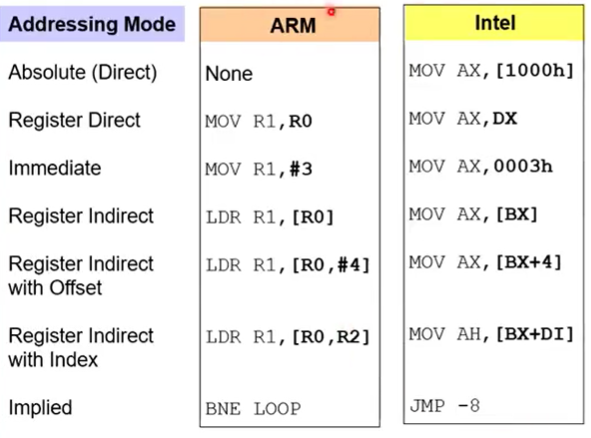 Addressing Mode ARM Intel
Absolute (Direct) None MOV AX,[1000h]
Register Direct MOV R1,R0 MOV AX,DX
Immediate MOV R1,#3 MOV AX,0003h
Register Indirect LDR R1,[R0] MOV AX,[BX]
Register Indirect LDR R1,[R0,#4] MOV AX,[BX+4]
with Offset
Register Indirect LDR R1,[R0,R2] MOV AH,[BX+DI]
with Index
Implied BNE LOOP JMP -8